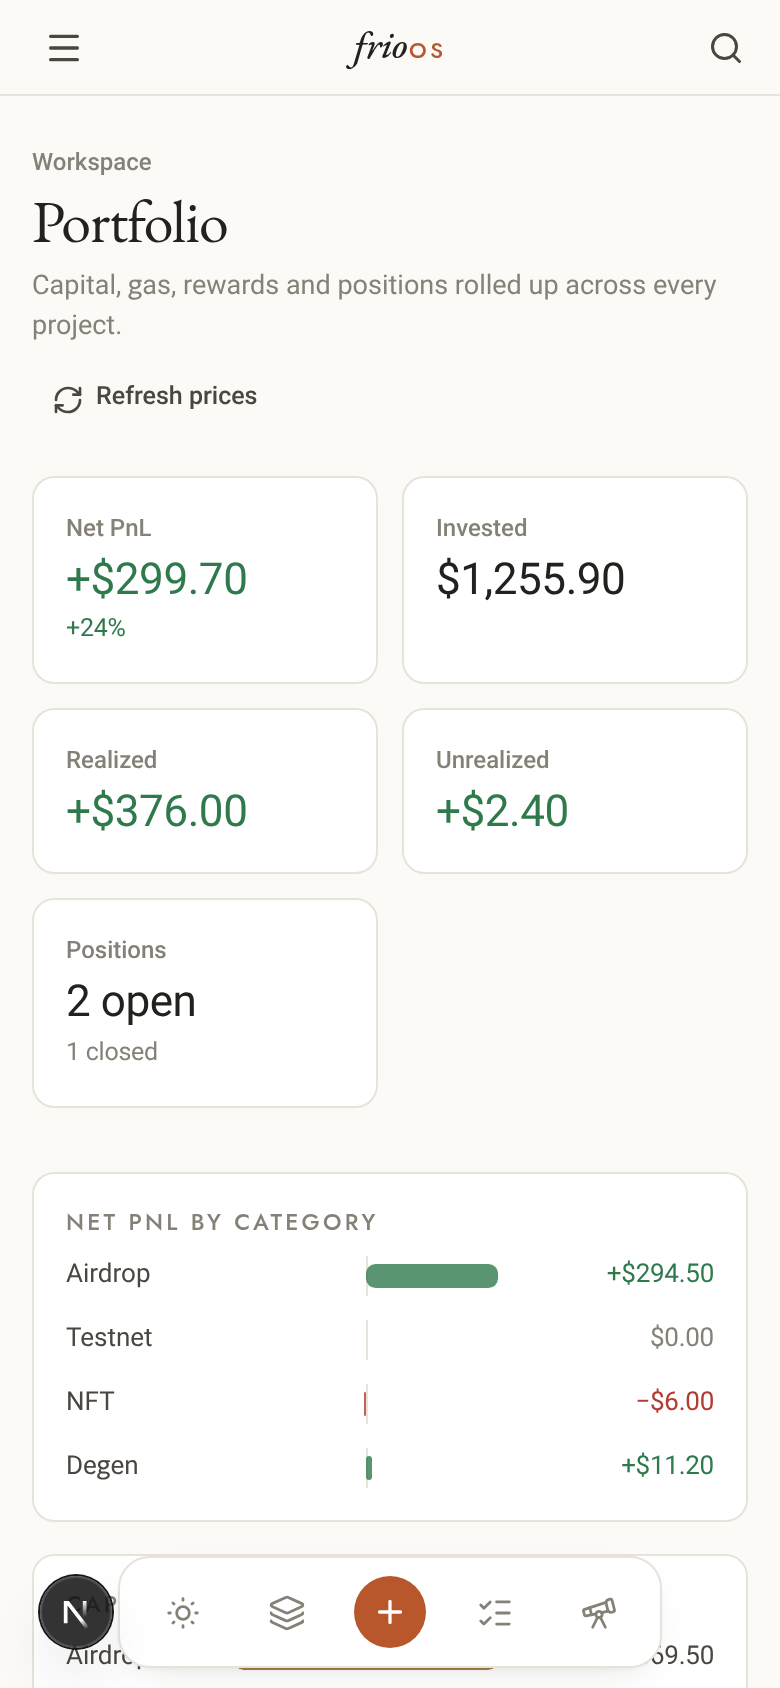 frioos
Workspace
Portfolio
Capital, gas, rewards and positions rolled up across every
project.
Refresh prices
Net PnL
+$299.70
+24%
Invested
$1,255.90
Realized
+$376.00
Unrealized
+$2.40
Positions
2 open
1 closed
NET PNL BY CATEGORY
Airdrop +$294.50
Testnet $0.00
NFT −$6.00
Degen +$11.20
N